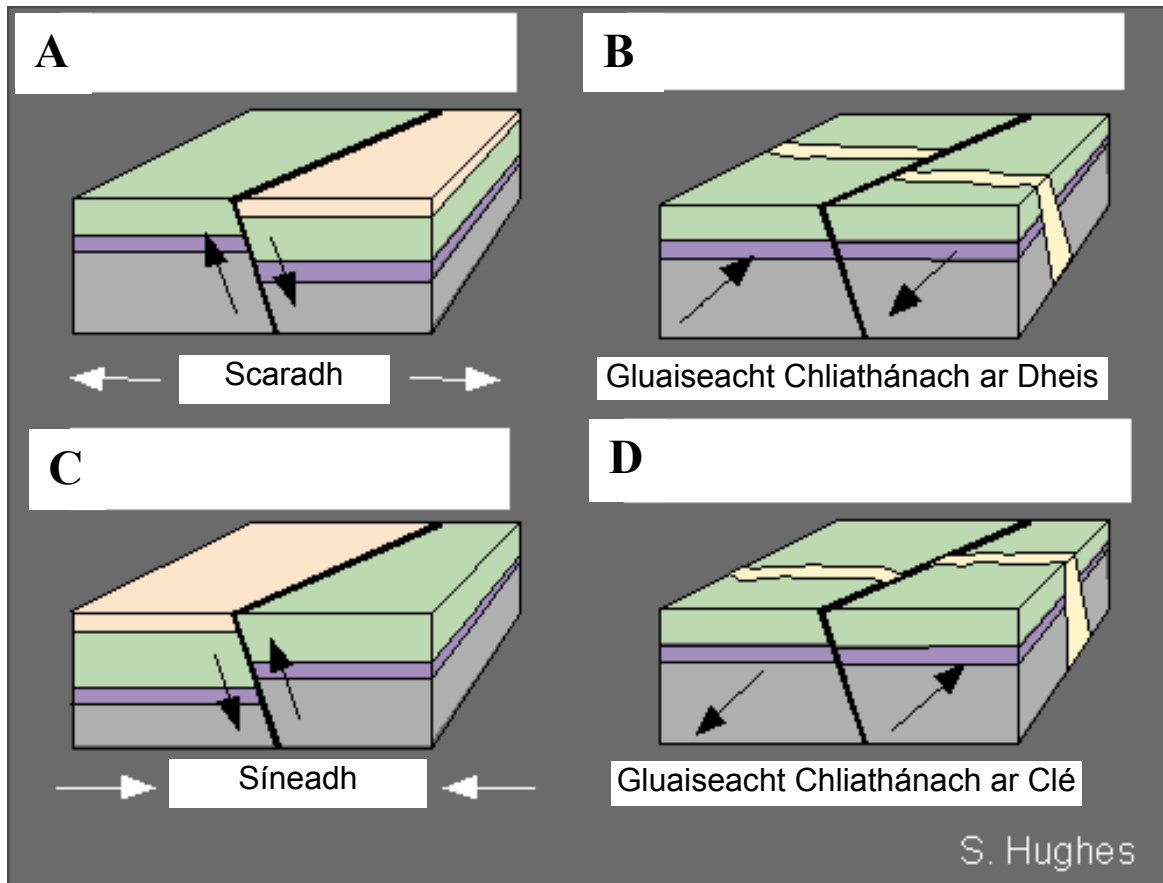 A
B
Scaradh
Gluaiseacht Chliathánach ar Dheis
C
D
Síneadh
Gluaiseacht Chliathánach ar Clé
S. Hughes